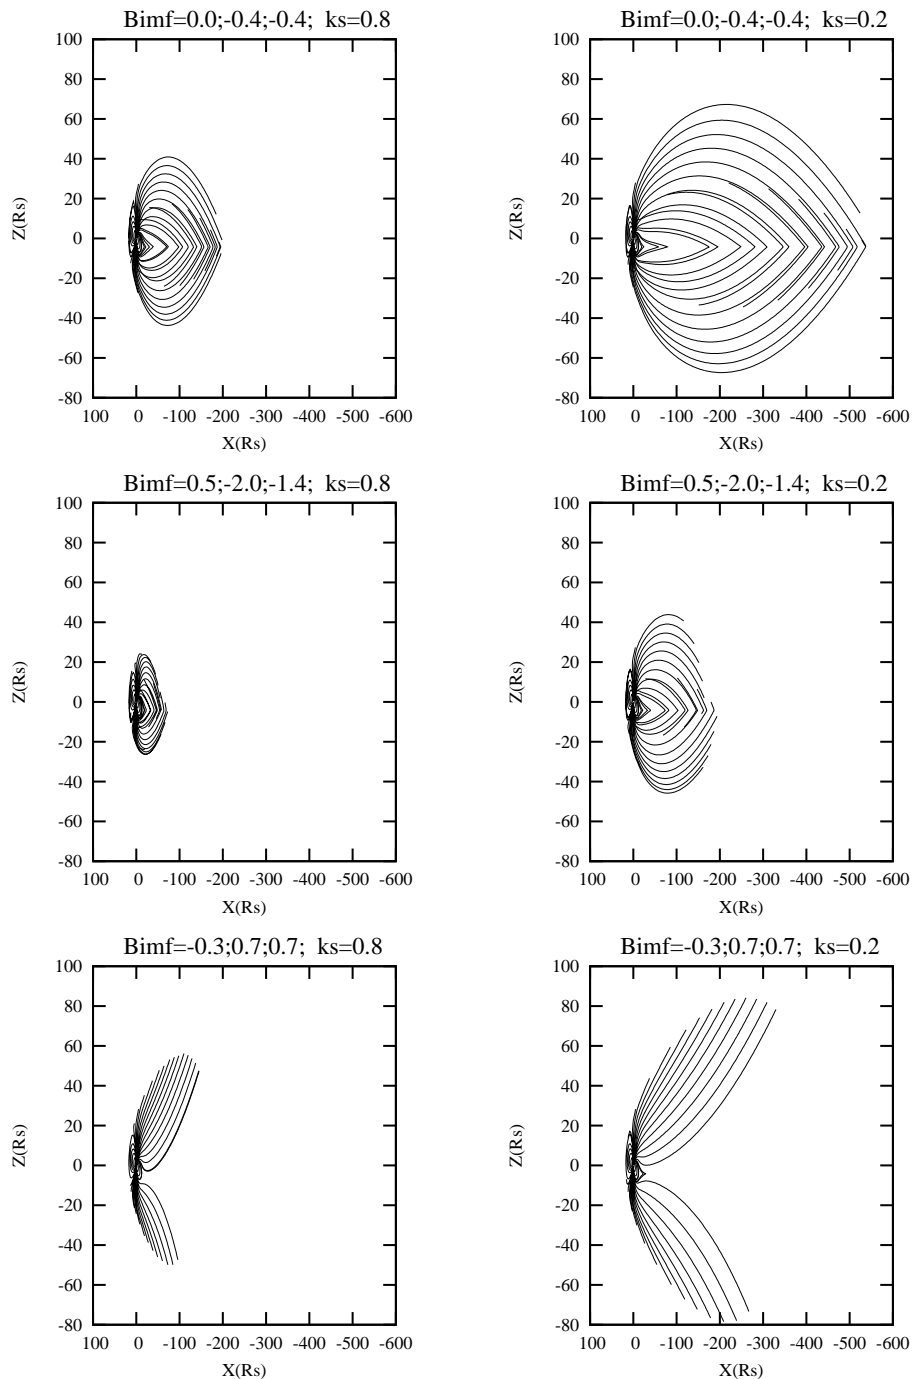 Bimf=0.0;-0.4;-0.4; ks=0.8
100
80
60
40
20
0
-20
-40
-60
-80
Z(Rs)
100 0 -100 -200 -300 -400 -500 -600
X(Rs)
Bimf=0.0;-0.4;-0.4; ks=0.2
100
80
60
40
20
0
-20
-40
-60
-80
Z(Rs)
100 0 -100 -200 -300 -400 -500 -600
X(Rs)
Bimf=0.5;-2.0;-1.4; ks=0.8
100
80
60
40
20
0
-20
-40
-60
-80
Z(Rs)
100 0 -100 -200 -300 -400 -500 -600
X(Rs)
Bimf=0.5;-2.0;-1.4; ks=0.2
100
80
60
40
20
0
-20
-40
-60
-80
Z(Rs)
100 0 -100 -200 -300 -400 -500 -600
X(Rs)
Bimf=-0.3;0.7;0.7; ks=0.8
100
80
60
40
20
0
-20
-40
-60
-80
Z(Rs)
100 0 -100 -200 -300 -400 -500 -600
X(Rs)
Bimf=-0.3;0.7;0.7; ks=0.2
100
80
60
40
20
0
-20
-40
-60
-80
Z(Rs)
100 0 -100 -200 -300 -400 -500 -600
X(Rs)